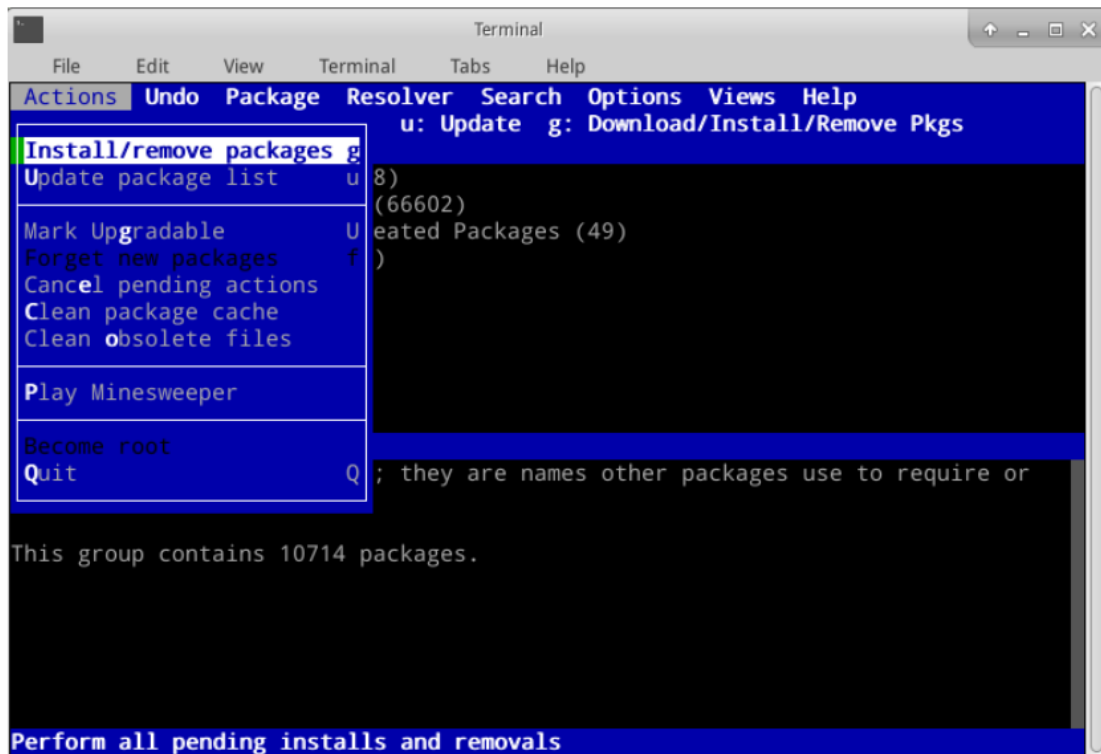 Terminal
File Edit View Terminal Tabs Help
Actions Undo Package Resolver Search Options Views Help
u: Update g: Download/Install/Remove Pkgs
Install/remove packages g
Update package list u 8)
(66602)
Mark Upgradable U eated Packages (49)
Forget new packages f )
Cancel pending actions
Clean package cache
Clean obsolete files
Play Minesweeper
Become root
Quit Q ; they are names other packages use to require or
This group contains 10714 packages.
Perform all pending installs and removals